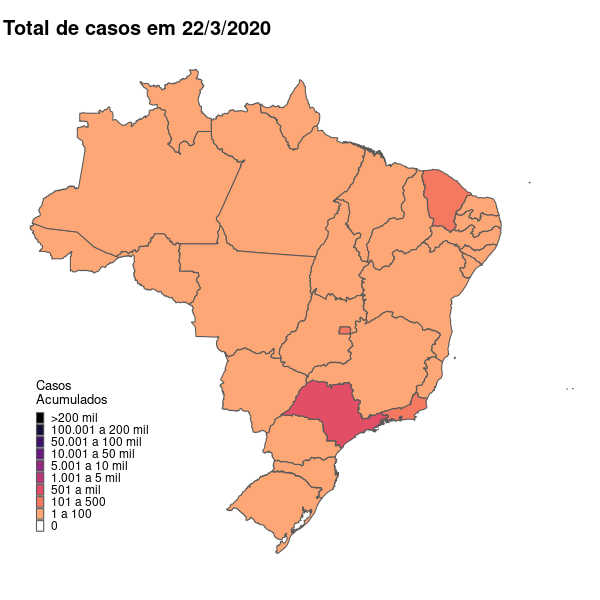 Total de casos em 22/3/2020
Casos
Acumulados
>200 mil
100.001 a 200 mil
50.001 a 100 mil
10.001 a 50 mil
5.001 a 10 mil
1.001 a 5 mil
501 a mil
101 a 500
1 a 100
0